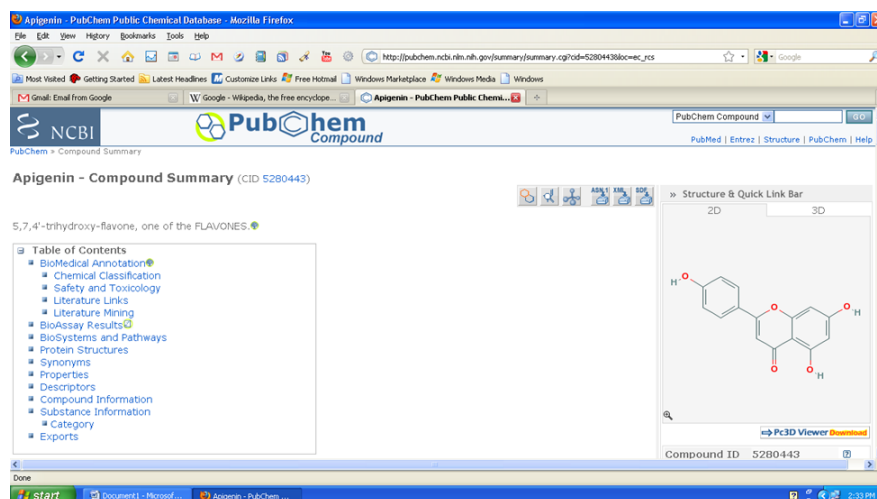 Apigenin - PubChem Public Chemical Database - Mozilla Firefox
File Edit View History Bookmarks Tools Help
http://pubchem.ncbi.nlm.nih.gov/summary/summary.cgi?cid=5280443&loc=ec_rcs
Google
Most Visited Getting Started Latest Headlines Customize Links Free Hotmail Windows Marketplace Windows Media Windows
Gmail: Email from Google
Google - Wikipedia, the free encyclope...
Apigenin - PubChem Public Chemi...
NCBI
PubChem
Compound
PubChem Compound GO
PubMed | Entrez | Structure | PubChem | Help
PubChem > Compound Summary
Apigenin - Compound Summary (CID 5280443)
ASN.1 XML SDF
5,7,4'-trihydroxy-flavone, one of the FLAVONES.
Table of Contents
BioMedical Annotation
Chemical Classification
Safety and Toxicology
Literature Links
Literature Mining
BioAssay Results
BioSystems and Pathways
Protein Structures
Synonyms
Properties
Descriptors
Compound Information
Substance Information
Category
Exports
» Structure & Quick Link Bar
2D 3D
H O
O O H
O O H
Pc3D Viewer Download
Compound ID 5280443
Done
start Document1 - Microsof... Apigenin - PubChem ... 2:33 PM